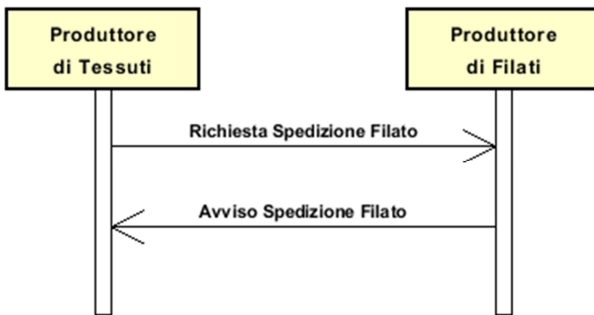 Produttore
di Tessuti
Produttore
di Filati
Richiesta Spedizione Filato
Avviso Spedizione Filato